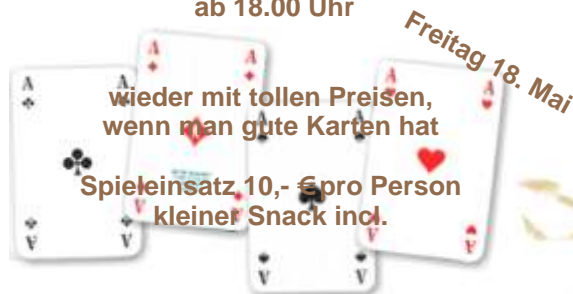 ab 18.00 Uhr
Freitag 18. Mai
wieder mit tollen Preisen,
wenn man gute Karten hat
Spieleinsatz 10,- €pro Person
kleiner Snack incl.
A
A
A
A
A
A
A
A
A
A
A
V
V
V
V